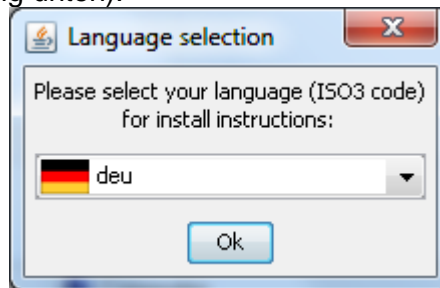 Language selection
Please select your language (ISO3 code)
for install instructions:
deu
Ok